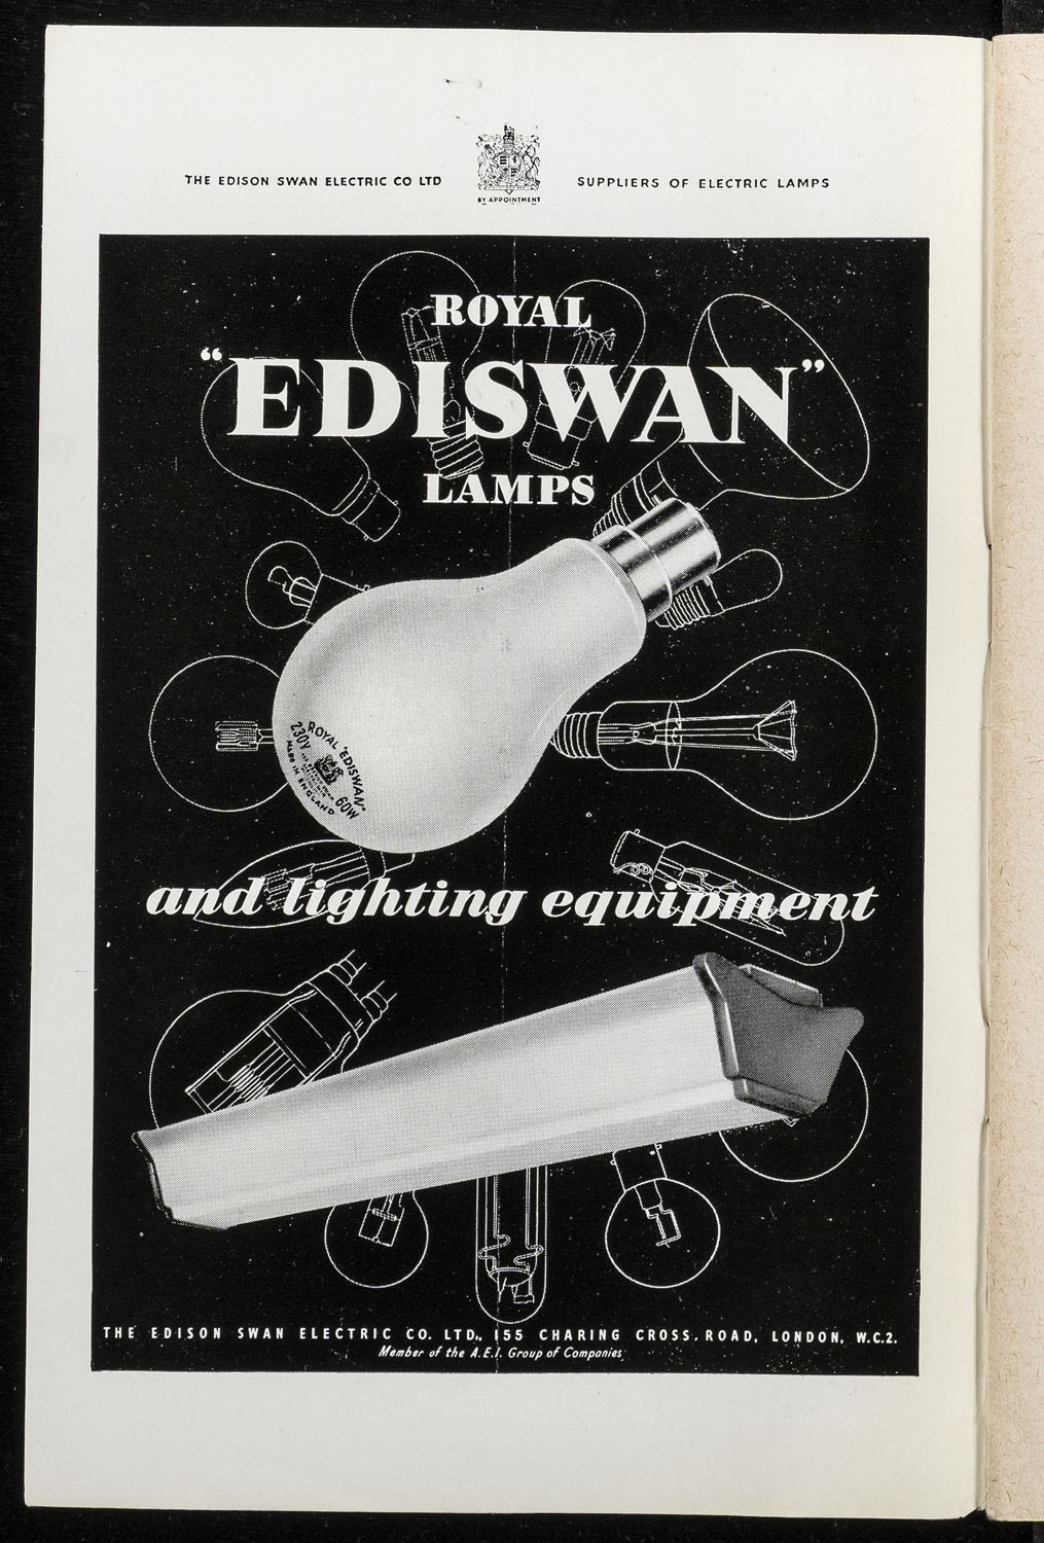 THE EDISON SWAN ELECTRIC CO LTD
BY APPOINTMENT
SUPPLIERS OF ELECTRIC LAMPS
ROYAL
“EDISWAN”
LAMPS
ROYAL 'EDISWAN'
230V
60W
MADE IN ENGLAND
and lighting equipment
THE EDISON SWAN ELECTRIC CO. LTD., 155 CHARING CROSS. ROAD, LONDON, W.C.2.
Member of the A.E.I. Group of Companies